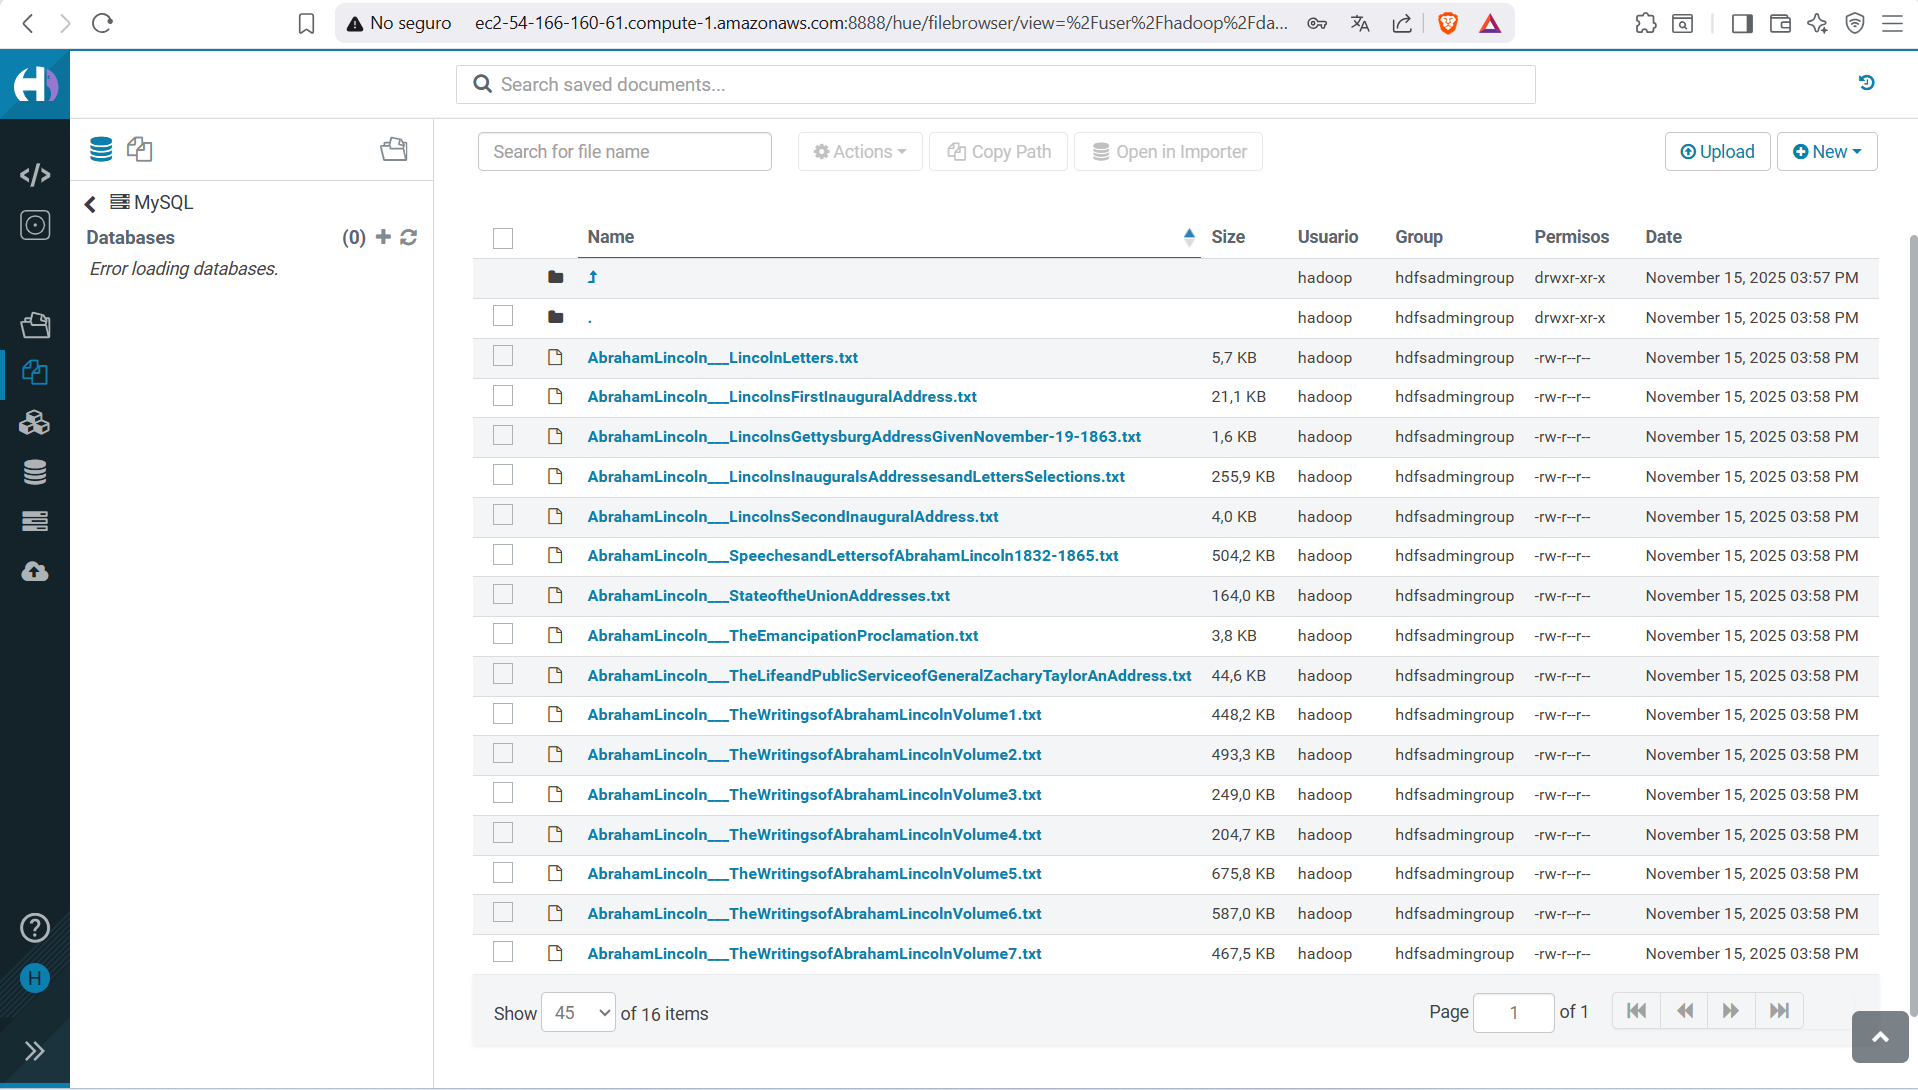 No seguro ec2-54-166-160-61.compute-1.amazonaws.com:8888/hue/filebrowser/view=%2Fuser%2Fhadoop%2Fda...
Search saved documents...
Search for file name Actions Copy Path Open in Importer Upload New
MySQL
Databases (0)
Error loading databases.
Name Size Usuario Group Permisos Date
hadoop hdfsadmingroup drwxr-xr-x November 15, 2025 03:57 PM
. hadoop hdfsadmingroup drwxr-xr-x November 15, 2025 03:58 PM
AbrahamLincoln___LincolnLetters.txt 5,7 KB hadoop hdfsadmingroup -rw-r--r-- November 15, 2025 03:58 PM
AbrahamLincoln___LincolnsFirstInauguralAddress.txt 21,1 KB hadoop hdfsadmingroup -rw-r--r-- November 15, 2025 03:58 PM
AbrahamLincoln___LincolnsGettysburgAddressGivenNovember-19-1863.txt 1,6 KB hadoop hdfsadmingroup -rw-r--r-- November 15, 2025 03:58 PM
AbrahamLincoln___LincolnsInauguralsAddressesandLettersSelections.txt 255,9 KB hadoop hdfsadmingroup -rw-r--r-- November 15, 2025 03:58 PM
AbrahamLincoln___LincolnsSecondInauguralAddress.txt 4,0 KB hadoop hdfsadmingroup -rw-r--r-- November 15, 2025 03:58 PM
AbrahamLincoln___SpeechesandLettersofAbrahamLincoln1832-1865.txt 504,2 KB hadoop hdfsadmingroup -rw-r--r-- November 15, 2025 03:58 PM
AbrahamLincoln___StateoftheUnionAddresses.txt 164,0 KB hadoop hdfsadmingroup -rw-r--r-- November 15, 2025 03:58 PM
AbrahamLincoln___TheEmancipationProclamation.txt 3,8 KB hadoop hdfsadmingroup -rw-r--r-- November 15, 2025 03:58 PM
AbrahamLincoln___TheLifeandPublicServiceofGeneralZacharyTaylorAnAddress.txt 44,6 KB hadoop hdfsadmingroup -rw-r--r-- November 15, 2025 03:58 PM
AbrahamLincoln___TheWritingsofAbrahamLincolnVolume1.txt 448,2 KB hadoop hdfsadmingroup -rw-r--r-- November 15, 2025 03:58 PM
AbrahamLincoln___TheWritingsofAbrahamLincolnVolume2.txt 493,3 KB hadoop hdfsadmingroup -rw-r--r-- November 15, 2025 03:58 PM
AbrahamLincoln___TheWritingsofAbrahamLincolnVolume3.txt 249,0 KB hadoop hdfsadmingroup -rw-r--r-- November 15, 2025 03:58 PM
AbrahamLincoln___TheWritingsofAbrahamLincolnVolume4.txt 204,7 KB hadoop hdfsadmingroup -rw-r--r-- November 15, 2025 03:58 PM
AbrahamLincoln___TheWritingsofAbrahamLincolnVolume5.txt 675,8 KB hadoop hdfsadmingroup -rw-r--r-- November 15, 2025 03:58 PM
AbrahamLincoln___TheWritingsofAbrahamLincolnVolume6.txt 587,0 KB hadoop hdfsadmingroup -rw-r--r-- November 15, 2025 03:58 PM
AbrahamLincoln___TheWritingsofAbrahamLincolnVolume7.txt 467,5 KB hadoop hdfsadmingroup -rw-r--r-- November 15, 2025 03:58 PM
H
Show 45 of 16 items Page 1 of 1